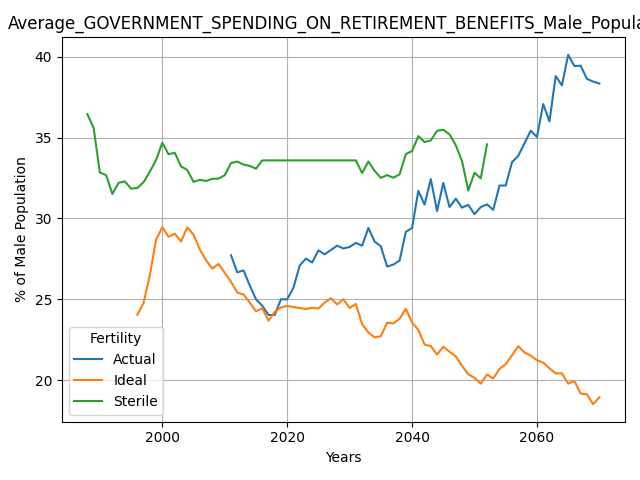 Average_GOVERNMENT_SPENDING_ON_RETIREMENT_BENEFITS_Male_Popula
% of Male Population
40
35
30
25
20
Fertility
Actual
Ideal
Sterile
2000
2020
2040
2060
Years